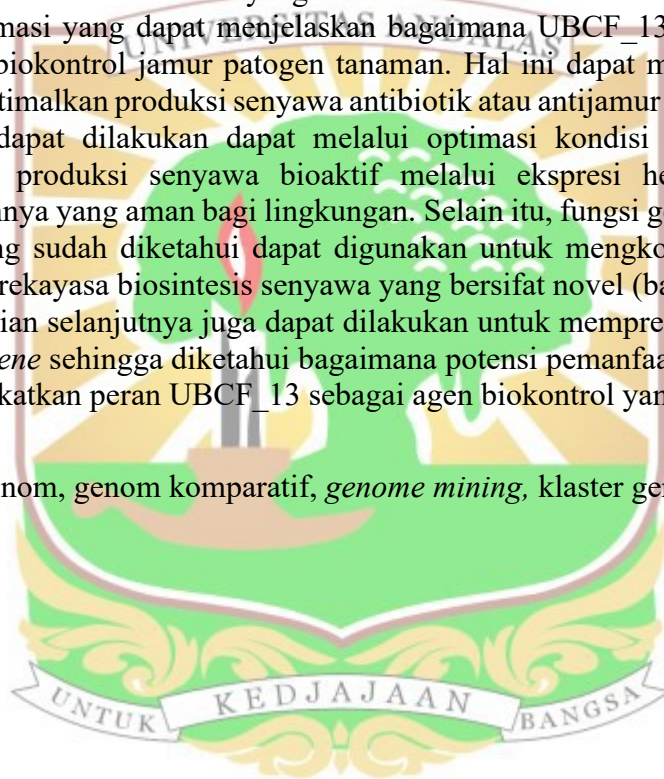 masi yang dapat menjelaskan bagaimana UBCF_13
UNIVERSITAS ANDALAS
biokontrol jamur patogen tanaman. Hal ini dapat m
timalkan produksi senyawa antibiotik atau antijamur
dapat dilakukan dapat melalui optimasi kondisi
produksi senyawa bioaktif melalui ekspresi he
nya yang aman bagi lingkungan. Selain itu, fungsi g
ng sudah diketahui dapat digunakan untuk mengko
rekayasa biosintesis senyawa yang bersifat novel (ba
ian selanjutnya juga dapat dilakukan untuk mempre
ene sehingga diketahui bagaimana potensi pemanfaa
katkan peran UBCF_13 sebagai agen biokontrol yan
nom, genom komparatif, genome mining, klaster ge
UNTUK KEDJAJAAN BANGSA